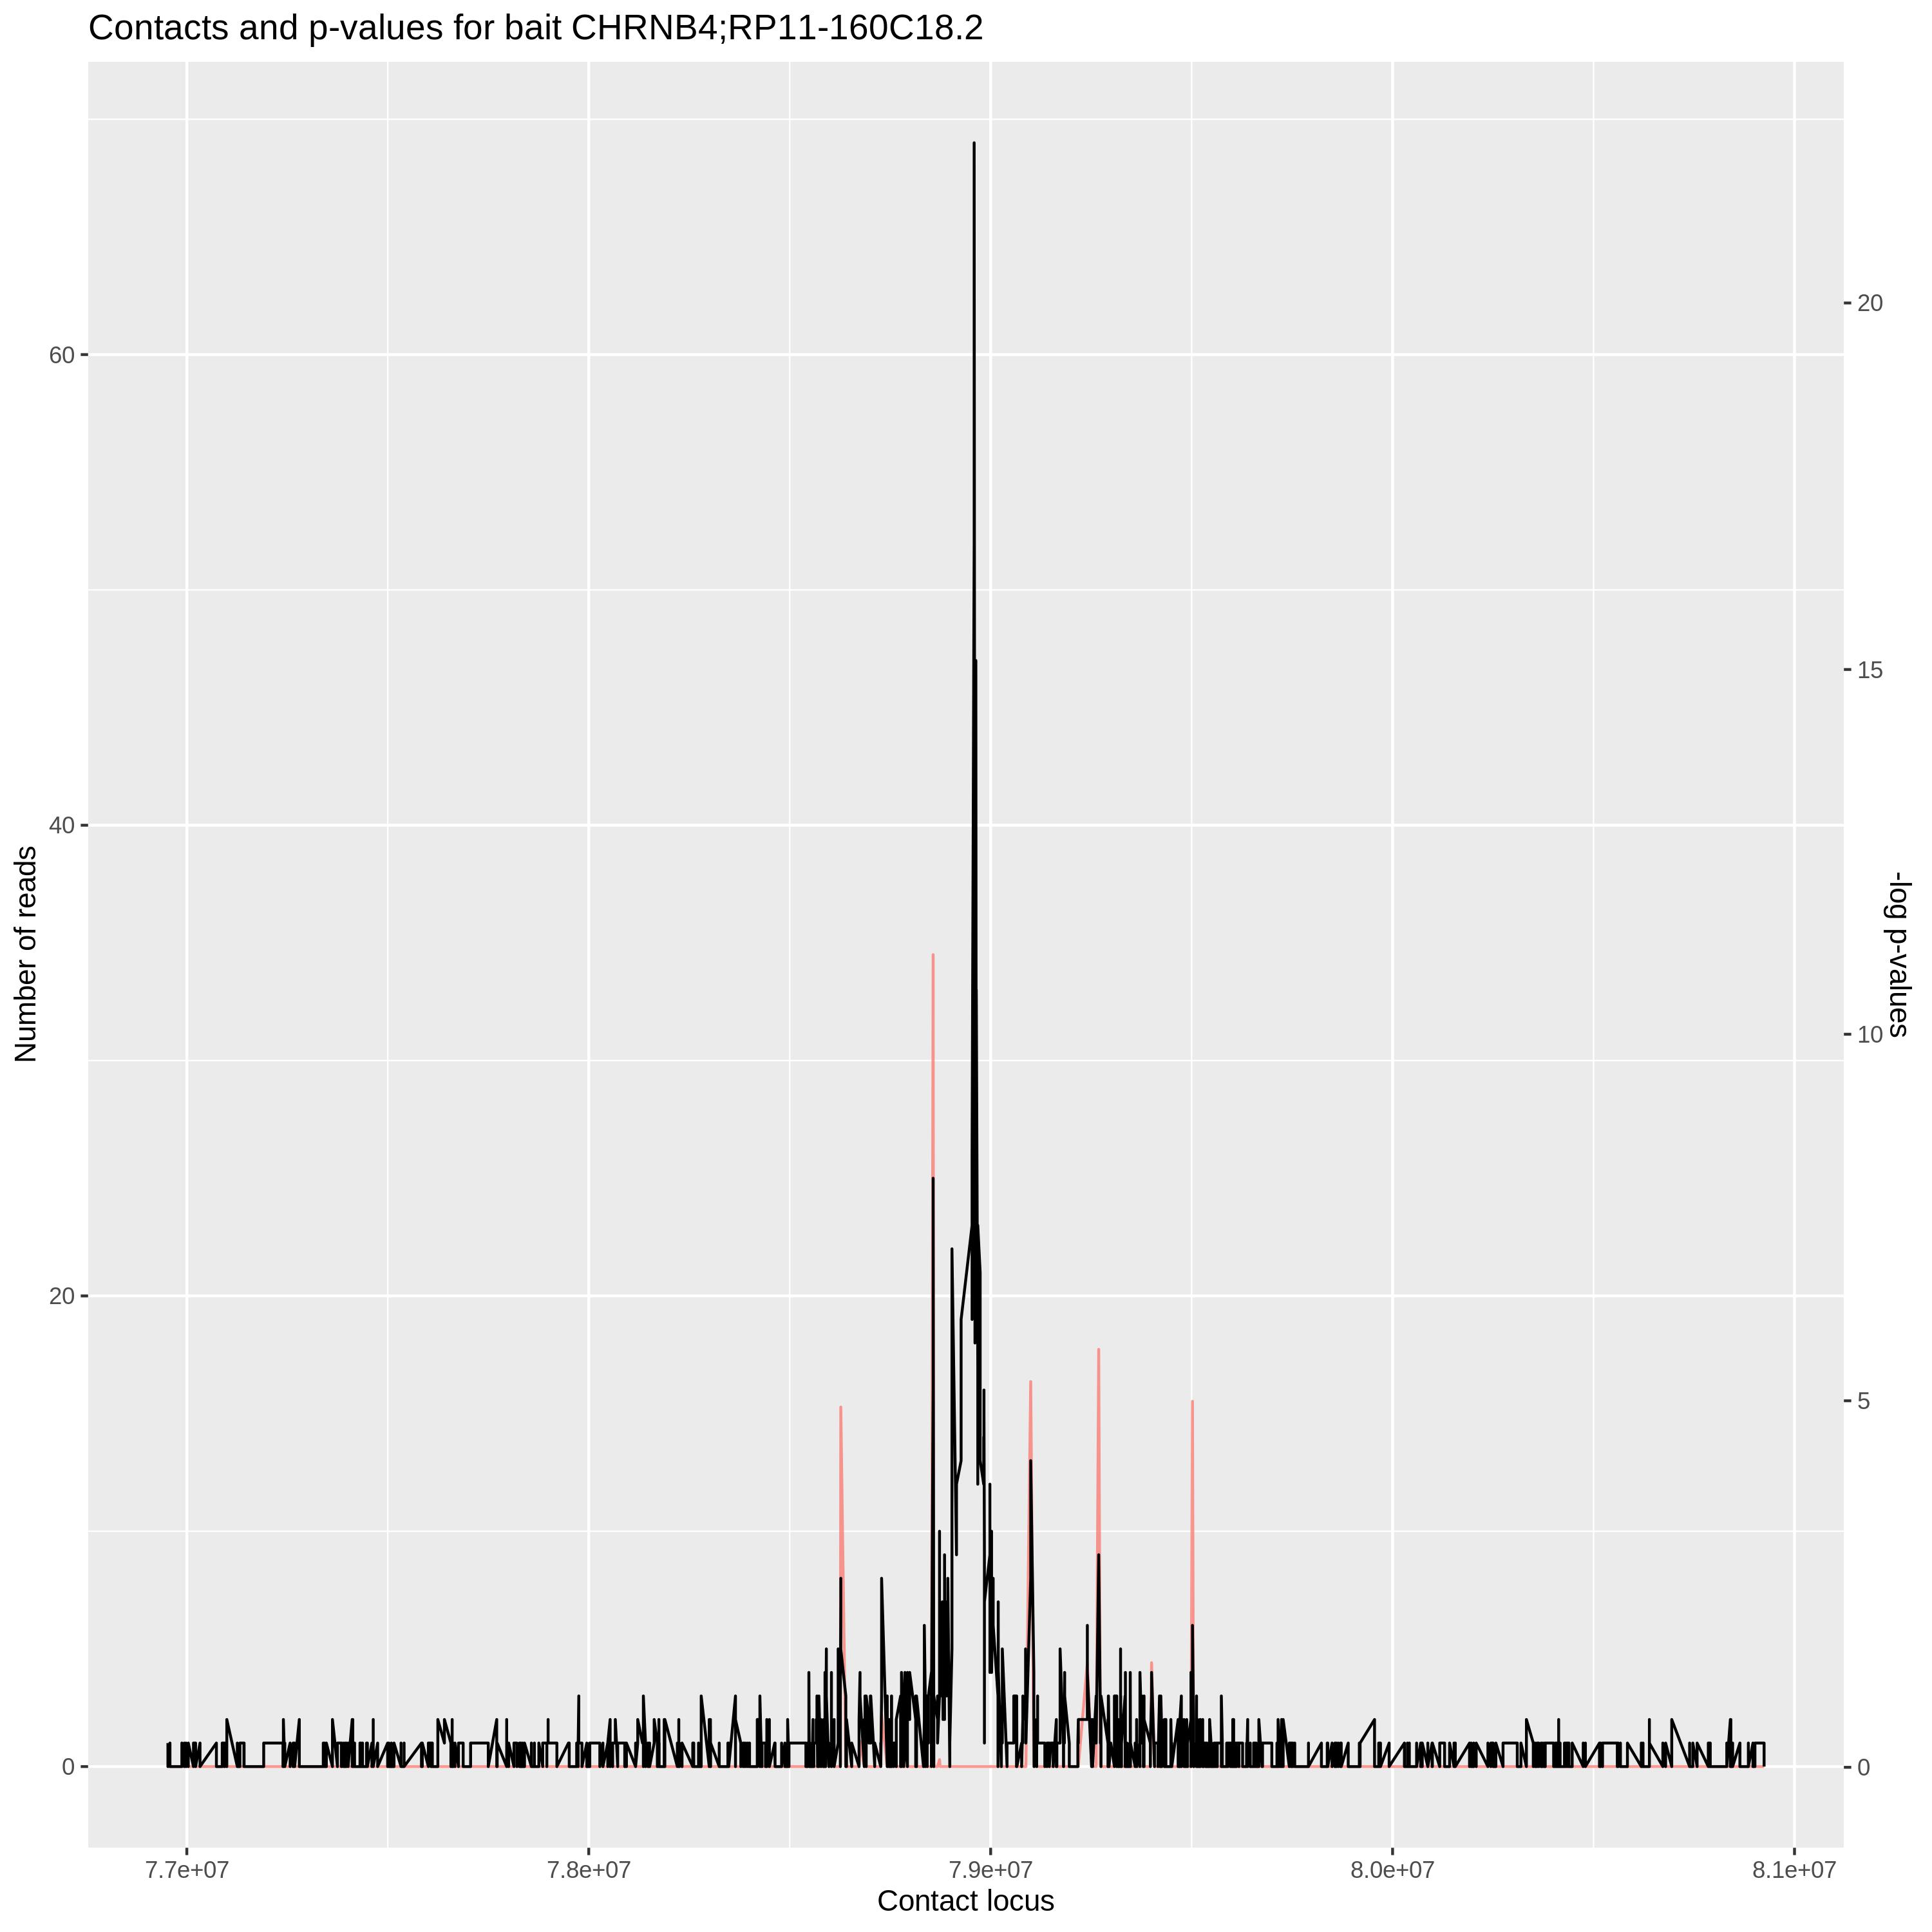 Contacts and p-values for bait CHRNB4;RP11-160C18.2
Number of reads
60
40
20
0
20
15
10
5
0
-log p-values
7.7e+07 7.8e+07 7.9e+07 8.0e+07 8.1e+07
Contact locus